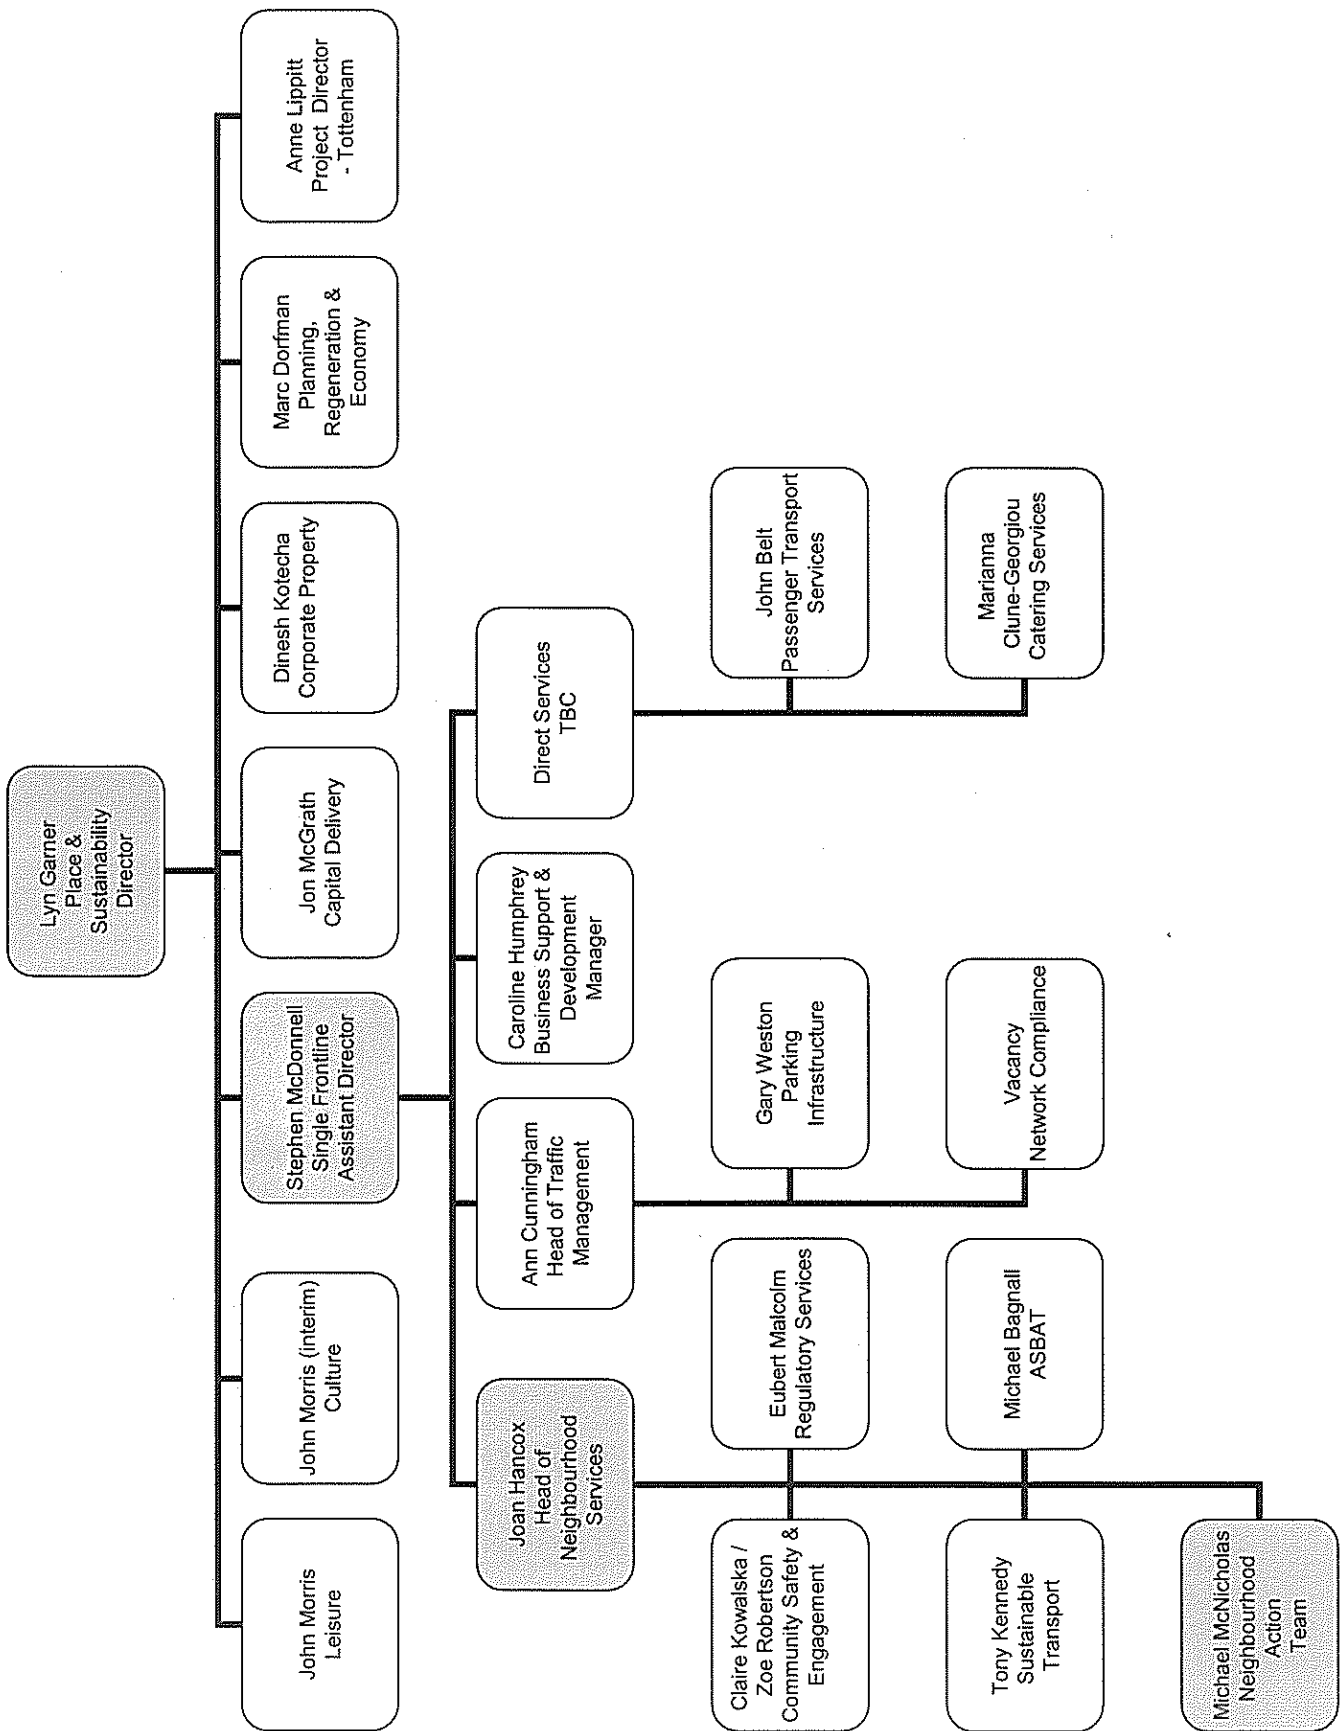 Lyn Garner
Place &
Sustainability
Director
John Morris
Leisure
John Morris (interim)
Culture
Stephen McDonnell
Single Frontline
Assistant Director
Jon McGrath
Capital Delivery
Dinesh Kotecha
Corporate Property
Marc Dorfman
Planning,
Regeneration &
Economy
Anne Lippitt
Project Director
- Tottenham
Joan Hancox
Head of
Neighbourhood
Services
Ann Cunningham
Head of Traffic
Management
Caroline Humphrey
Business Support &
Development
Manager
Direct Services
TBC
Claire Kowalska /
Zoe Robertson
Community Safety &
Engagement
Eubert Malcolm
Regulatory Services
Gary Weston
Parking
Infrastructure
John Belt
Passenger Transport
Services
Tony Kennedy
Sustainable
Transport
Michael Bagnall
ASBAT
Vacancy
Network Compliance
Marianna
Clune-Georgiou
Catering Services
Michael McNicholas
Neighbourhood
Action
Team